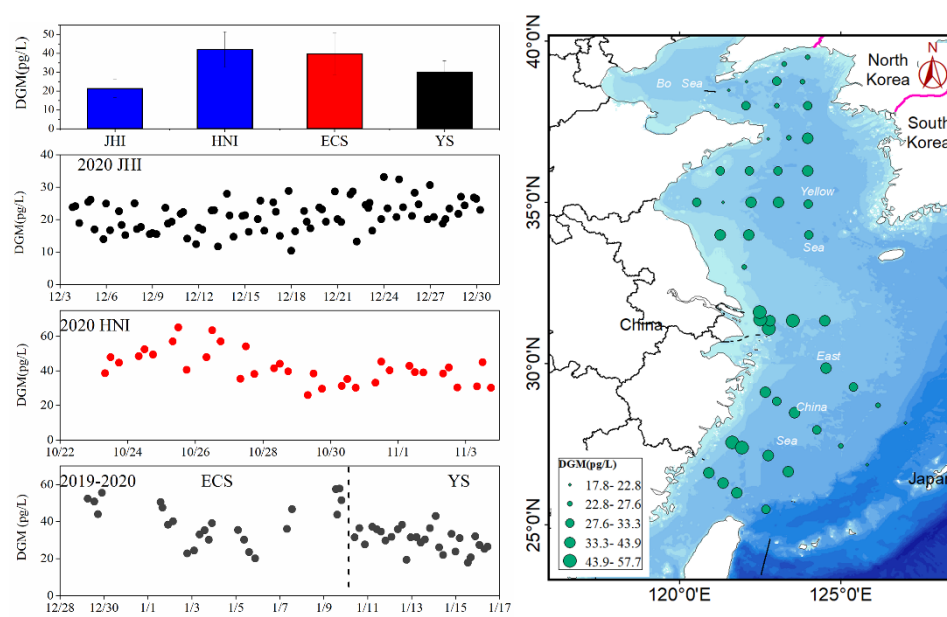 DGM(pg/L)
50
40
30
20
10
0
JHI
HNI
ECS
YS
2020 JHI
DGM(pg/L)
40
30
20
10
0
12/3
12/6
12/9
12/12
12/15
12/18
12/21
12/24
12/27
12/30
2020 HNI
DGM(pg/L)
60
40
20
0
10/22
10/24
10/26
10/28
10/30
11/1
11/3
2019-2020
ECS
YS
DGM (pg/L)
60
40
20
0
12/28
12/30
1/1
1/3
1/5
1/7
1/9
1/11
1/13
1/15
1/17
40°0'N
35°0'N
30°0'N
25°0'N
120°0'E
125°0'E
N
North
Korea
South
Korea
Bo Sea
Yellow
Sea
China
East
China
Sea
Japan
DGM(pg/L)
17.8- 22.8
22.8 - 27.6
27.6- 33.3
33.3- 43.9
43.9- 57.7